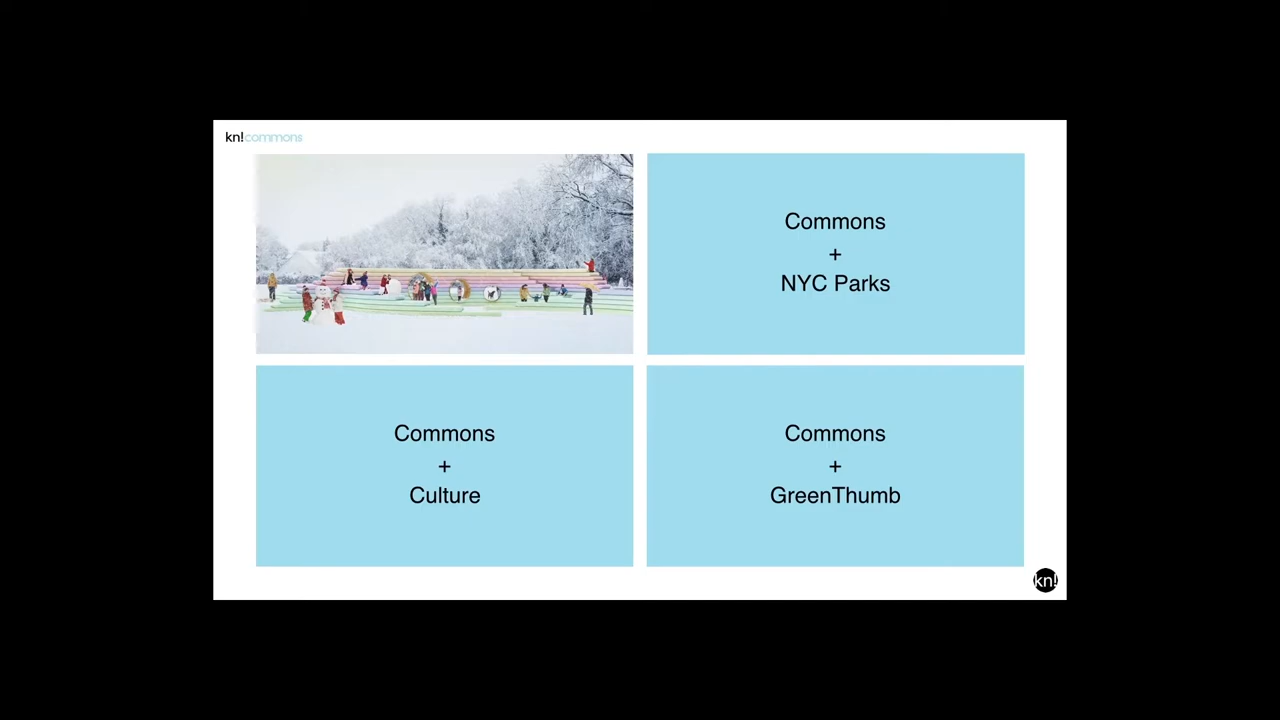 kn!commons
Commons
+
NYC Parks
Commons
+
Culture
Commons
+
GreenThumb
kn!